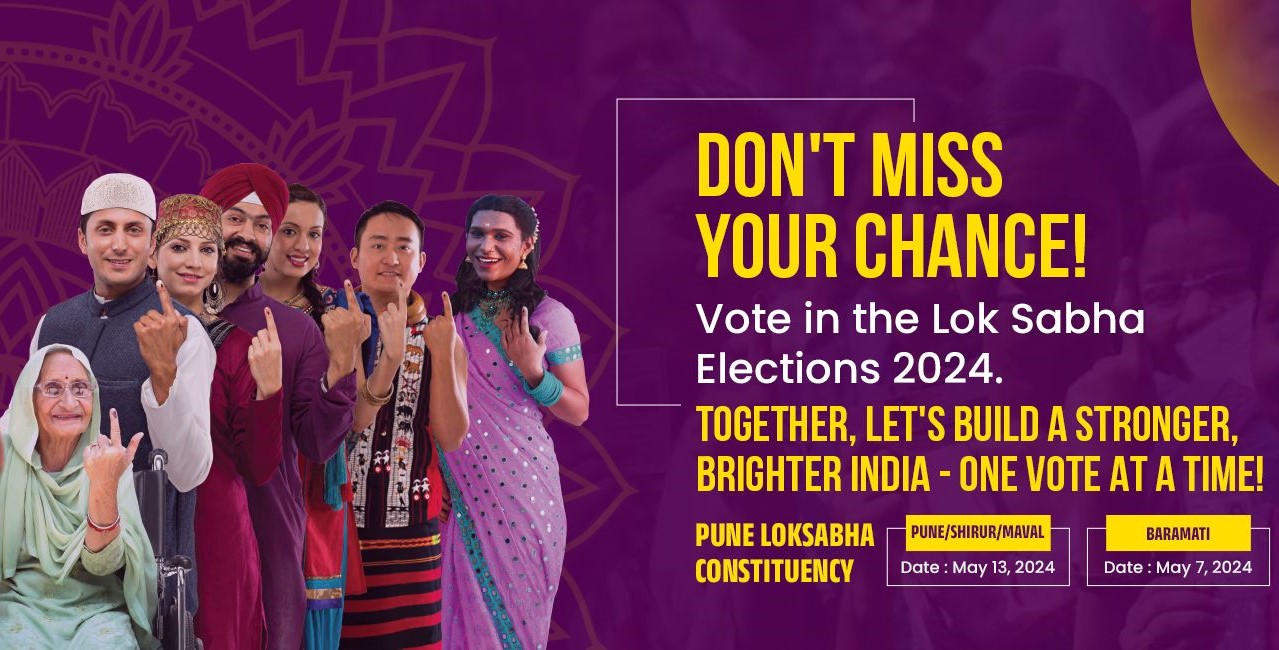 DON'T MISS
YOUR CHANCE!
Vote in the Lok Sabha
Elections 2024.
TOGETHER, LET'S BUILD A STRONGER,
BRIGHTER INDIA - ONE VOTE AT A TIME!
PUNE LOKSABHA
CONSTITUENCY
PUNE/SHIRUR/MAVAL
Date : May 13, 2024
BARAMATI
Date : May 7, 2024